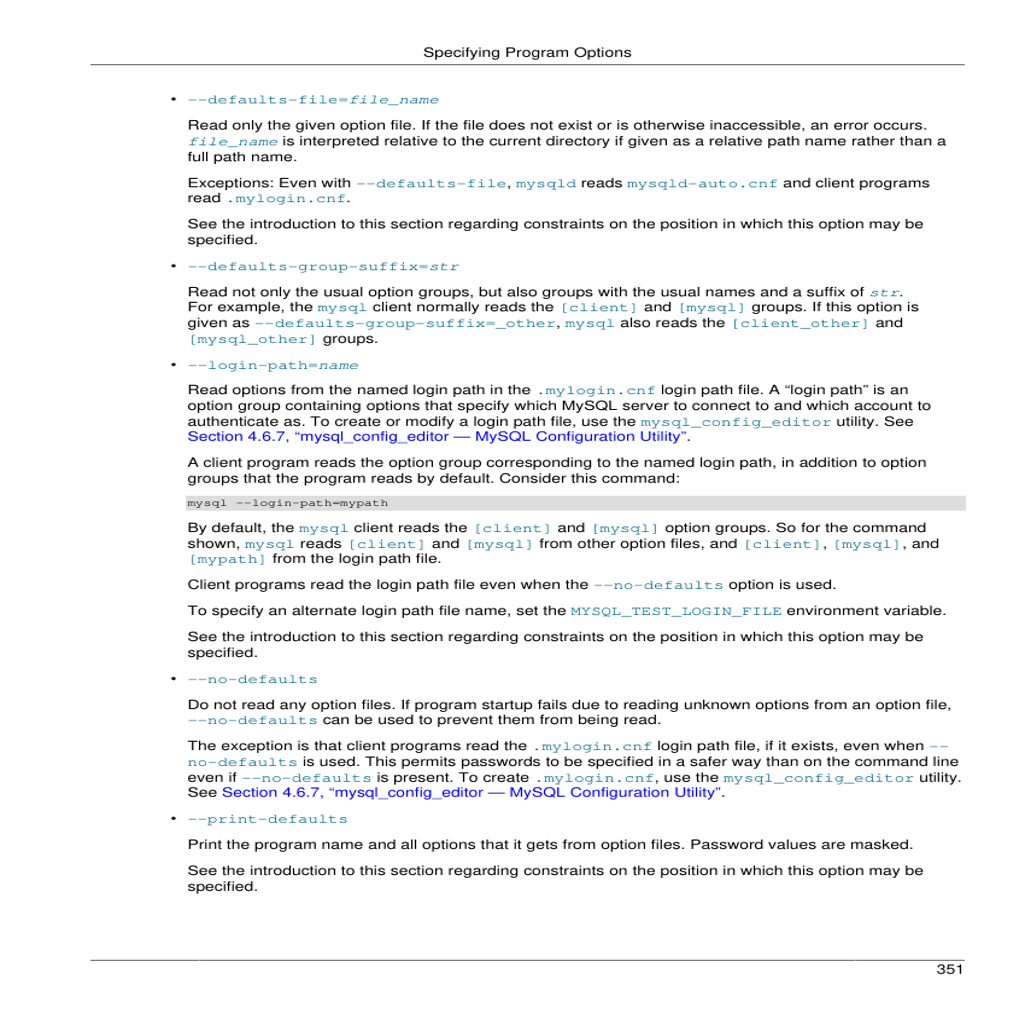 Specifying Program Options
• --defaults-file=file_name
Read only the given option file. If the file does not exist or is otherwise inaccessible, an error occurs.
file_name is interpreted relative to the current directory if given as a relative path name rather than a
full path name.
Exceptions: Even with --defaults-file, mysqld reads mysqld-auto.cnf and client programs
read .mylogin.cnf.
See the introduction to this section regarding constraints on the position in which this option may be
specified.
• --defaults-group-suffix=str
Read not only the usual option groups, but also groups with the usual names and a suffix of str.
For example, the mysql client normally reads the [client] and [mysql] groups. If this option is
given as --defaults-group-suffix=_other, mysql also reads the [client_other] and
[mysql_other] groups.
• --login-path=name
Read options from the named login path in the .mylogin.cnf login path file. A “login path” is an
option group containing options that specify which MySQL server to connect to and which account to
authenticate as. To create or modify a login path file, use the mysql_config_editor utility. See
Section 4.6.7, “mysql_config_editor — MySQL Configuration Utility”.
A client program reads the option group corresponding to the named login path, in addition to option
groups that the program reads by default. Consider this command:
mysql --login-path=mypath
By default, the mysql client reads the [client] and [mysql] option groups. So for the command
shown, mysql reads [client] and [mysql] from other option files, and [client], [mysql], and
[mypath] from the login path file.
Client programs read the login path file even when the --no-defaults option is used.
To specify an alternate login path file name, set the MYSQL_TEST_LOGIN_FILE environment variable.
See the introduction to this section regarding constraints on the position in which this option may be
specified.
• --no-defaults
Do not read any option files. If program startup fails due to reading unknown options from an option file,
--no-defaults can be used to prevent them from being read.
The exception is that client programs read the .mylogin.cnf login path file, if it exists, even when --
no-defaults is used. This permits passwords to be specified in a safer way than on the command line
even if --no-defaults is present. To create .mylogin.cnf, use the mysql_config_editor utility.
See Section 4.6.7, “mysql_config_editor — MySQL Configuration Utility”.
• --print-defaults
Print the program name and all options that it gets from option files. Password values are masked.
See the introduction to this section regarding constraints on the position in which this option may be
specified.
351